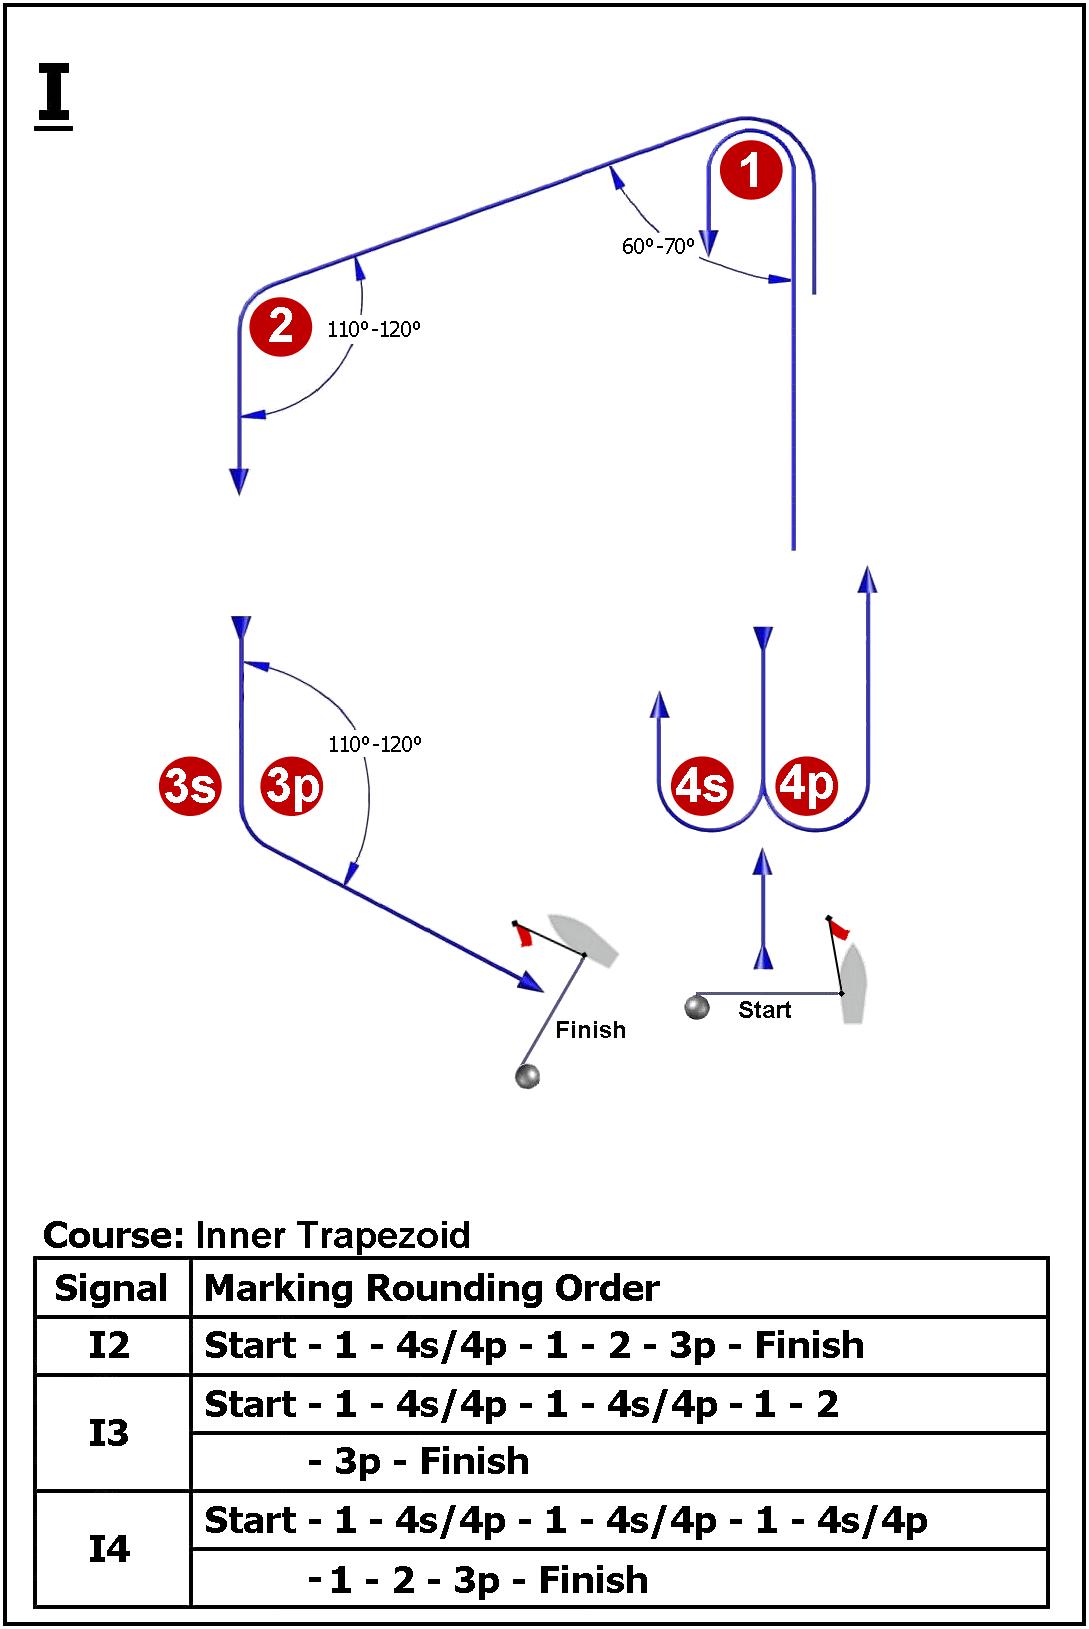 I
1
60º-70º
2
110º-120º
110º-120º
3s 3p
4s 4p
Finish
Start
Course: Inner Trapezoid
Signal Marking Rounding Order
I2 Start - 1 - 4s/4p - 1 - 2 - 3p - Finish
I3 Start - 1 - 4s/4p - 1 - 4s/4p - 1 - 2
- 3p - Finish
I4 Start - 1 - 4s/4p - 1 - 4s/4p - 1 - 4s/4p
- 1 - 2 - 3p - Finish